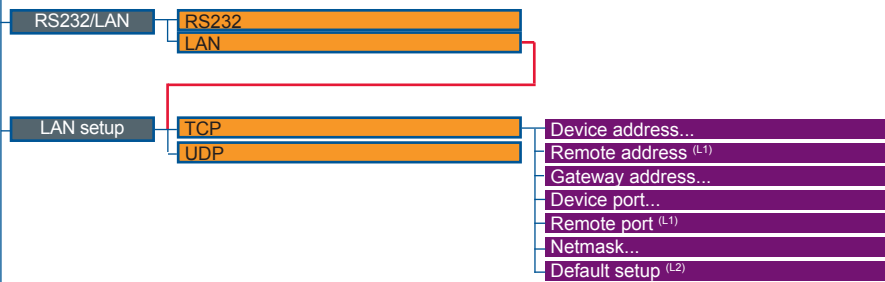 RS232/LAN
RS232
LAN
LAN setup
TCP
UDP
Device address...
Remote address (L1)
Gateway address...
Device port...
Remote port (L1)
Netmask...
Default setup (L2)